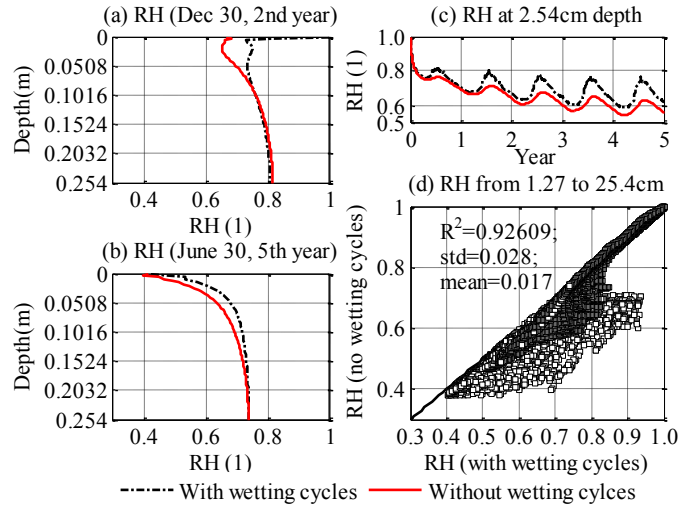 (a) RH (Dec 30, 2nd year)
0
0.0508
0.1016
0.1524
0.2032
0.254
Depth(m)
0.4 0.6 0.8 1
RH (1)
(b) RH (June 30, 5th year)
0
0.0508
0.1016
0.1524
0.2032
0.254
Depth(m)
0.4 0.6 0.8 1
RH (1)
(c) RH at 2.54cm depth
1.0
0.8
0.6
0.5
RH (1)
0 1 2 3 4 5
Year
(d) RH from 1.27 to 25.4cm
R²=0.92609;
std=0.028;
mean=0.017
1
0.8
0.6
0.4
RH (no wetting cycles)
0.3 0.4 0.5 0.6 0.7 0.8 0.9 1.0
RH (with wetting cycles)
With wetting cycles
Without wetting cylces